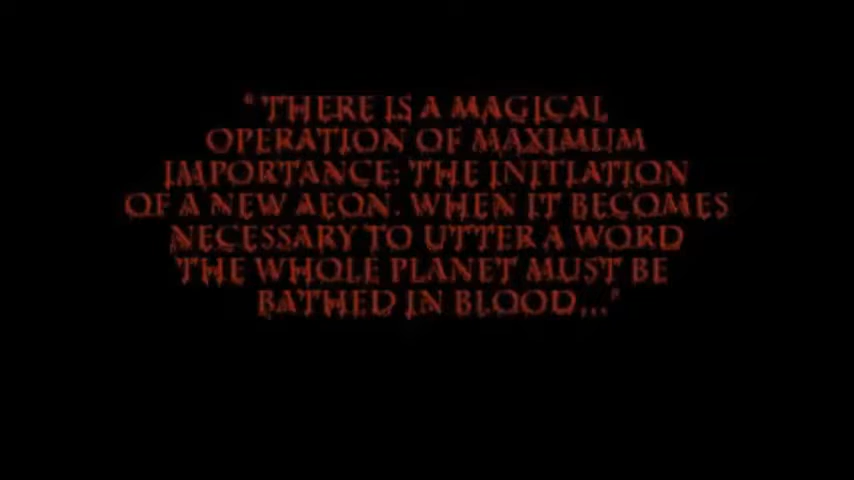 " THERE IS A MAGICAL
OPERATION OF MAXIMUM
IMPORTANCE: THE INITIATION
OF A NEW AEON. WHEN IT BECOMES
NECESSARY TO UTTER A WORD
THE WHOLE PLANET MUST BE
BATHED IN BLOOD..."